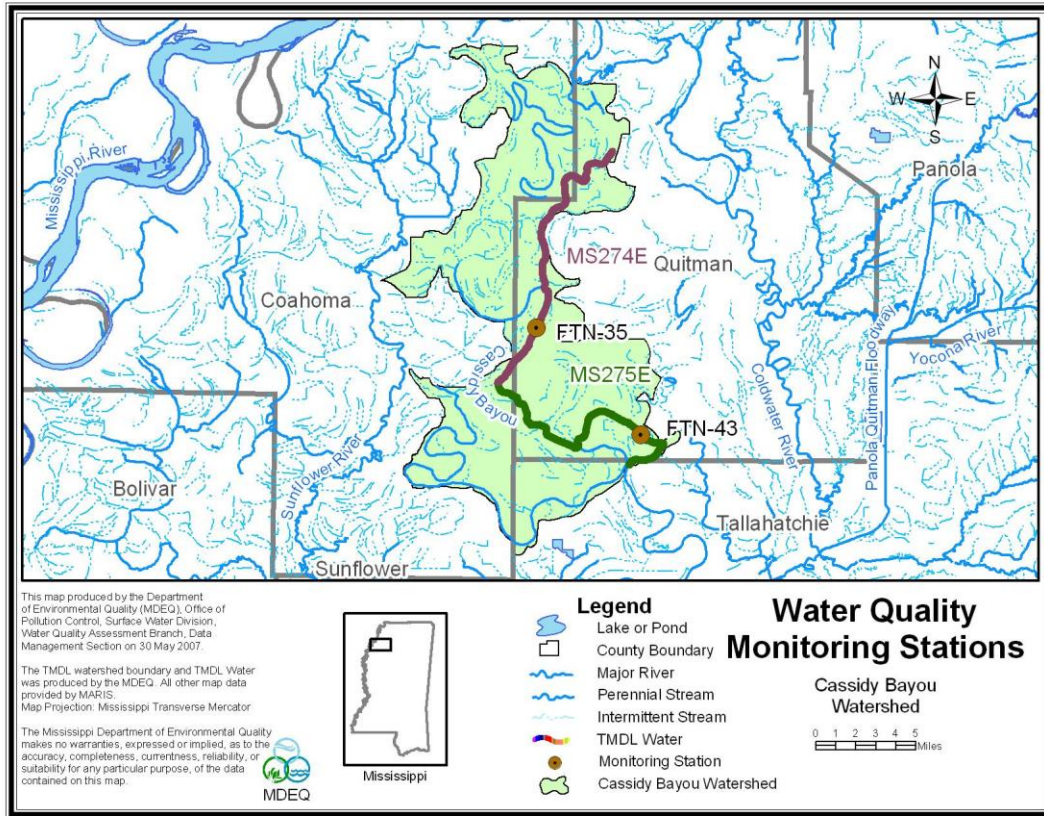 N
W E
S
Mississippi River
Panola
MS274E
Quitman
Coahoma
FTN-35
Cassidy Bayou
MS275E
Coldwater River
Panola Quitman Floodway
Yocona River
FTN-43
Sunflower River
Bolivar
Tallahatchie
Sunflower
This map produced by the Department
of Environmental Quality (MDEQ), Office of
Pollution Control, Surface Water Division,
Water Quality Assessment Branch, Data
Management Section on 30 May 2007.
The TMDL watershed boundary and TMDL Water
was produced by the MDEQ. All other map data
provided by MARIS.
Map Projection: Mississippi Transverse Mercator
The Mississippi Department of Environmental Quality
makes no warranties, expressed or implied, as to the
accuracy, completeness, currentness, reliability, or
suitability for any particular purpose, of the data
contained on this map.
MDEQ
Mississippi
Legend
Lake or Pond
County Boundary
Major River
Perennial Stream
Intermittent Stream
TMDL Water
Monitoring Station
Cassidy Bayou Watershed
Water Quality
Monitoring Stations
Cassidy Bayou
Watershed
0 1 2 3 4 5
Miles